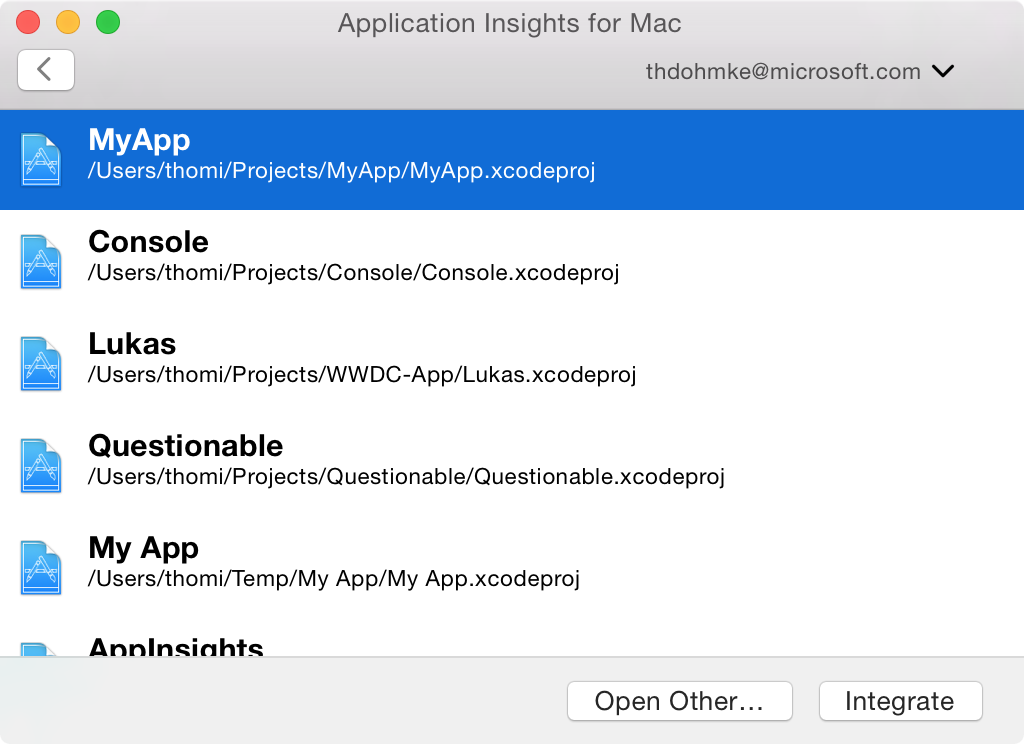 Application Insights for Mac
thdohmke@microsoft.com
MyApp
/Users/thomi/Projects/MyApp/MyApp.xcodeproj
Console
/Users/thomi/Projects/Console/Console.xcodeproj
Lukas
/Users/thomi/Projects/WWDC-App/Lukas.xcodeproj
Questionable
/Users/thomi/Projects/Questionable/Questionable.xcodeproj
My App
/Users/thomi/Temp/My App/My App.xcodeproj
AppInsights
Open Other...
Integrate